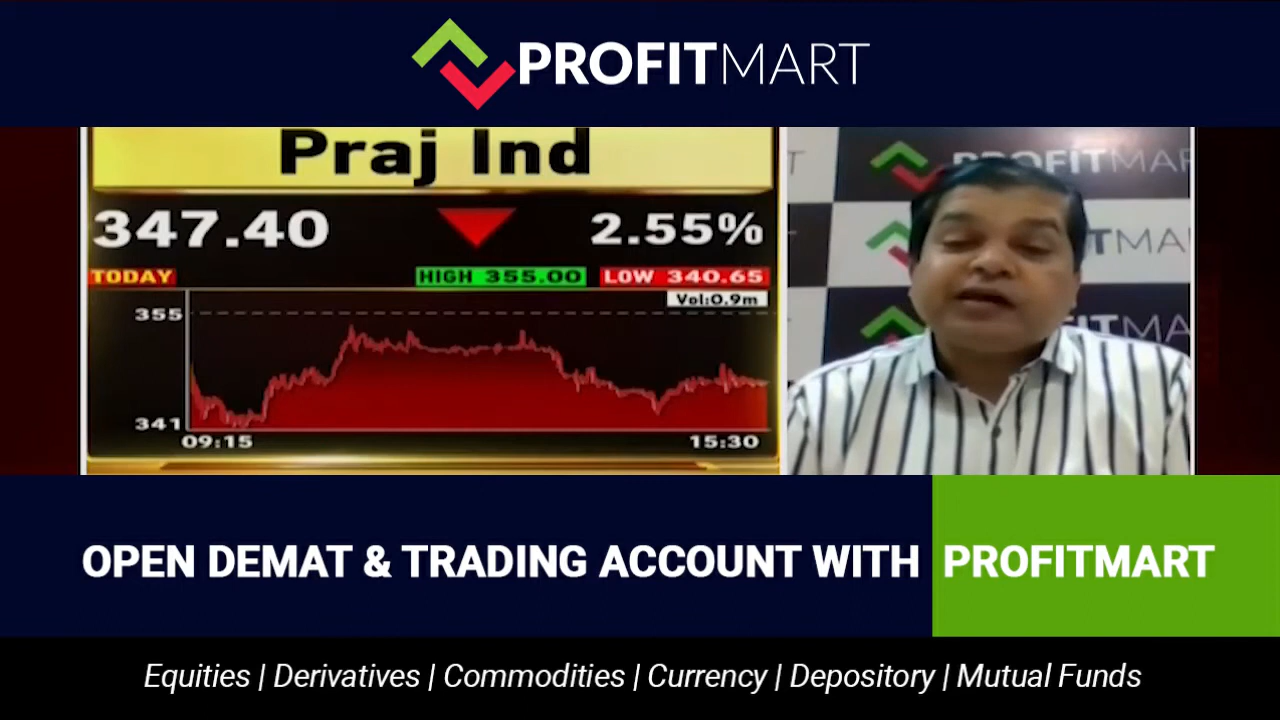 PROFITMART
Praj Ind
347.40 2.55%
TODAY HIGH 355.00 LOW 340.65
Vol:0.9m
355
341
09:15 15:30
T PROFITMART
OPEN DEMAT & TRADING ACCOUNT WITH PROFITMART
Equities | Derivatives | Commodities | Currency | Depository | Mutual Funds